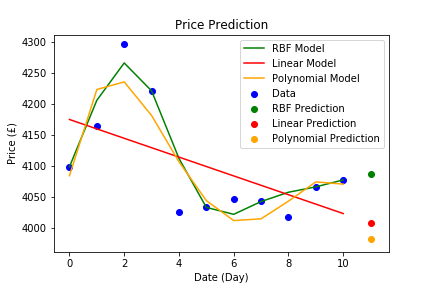 Price Prediction
4300
4250
4200
4150
4100
4050
4000
Price (£)
RBF Model
Linear Model
Polynomial Model
Data
RBF Prediction
Linear Prediction
Polynomial Prediction
0 2 4 6 8 10
Date (Day)